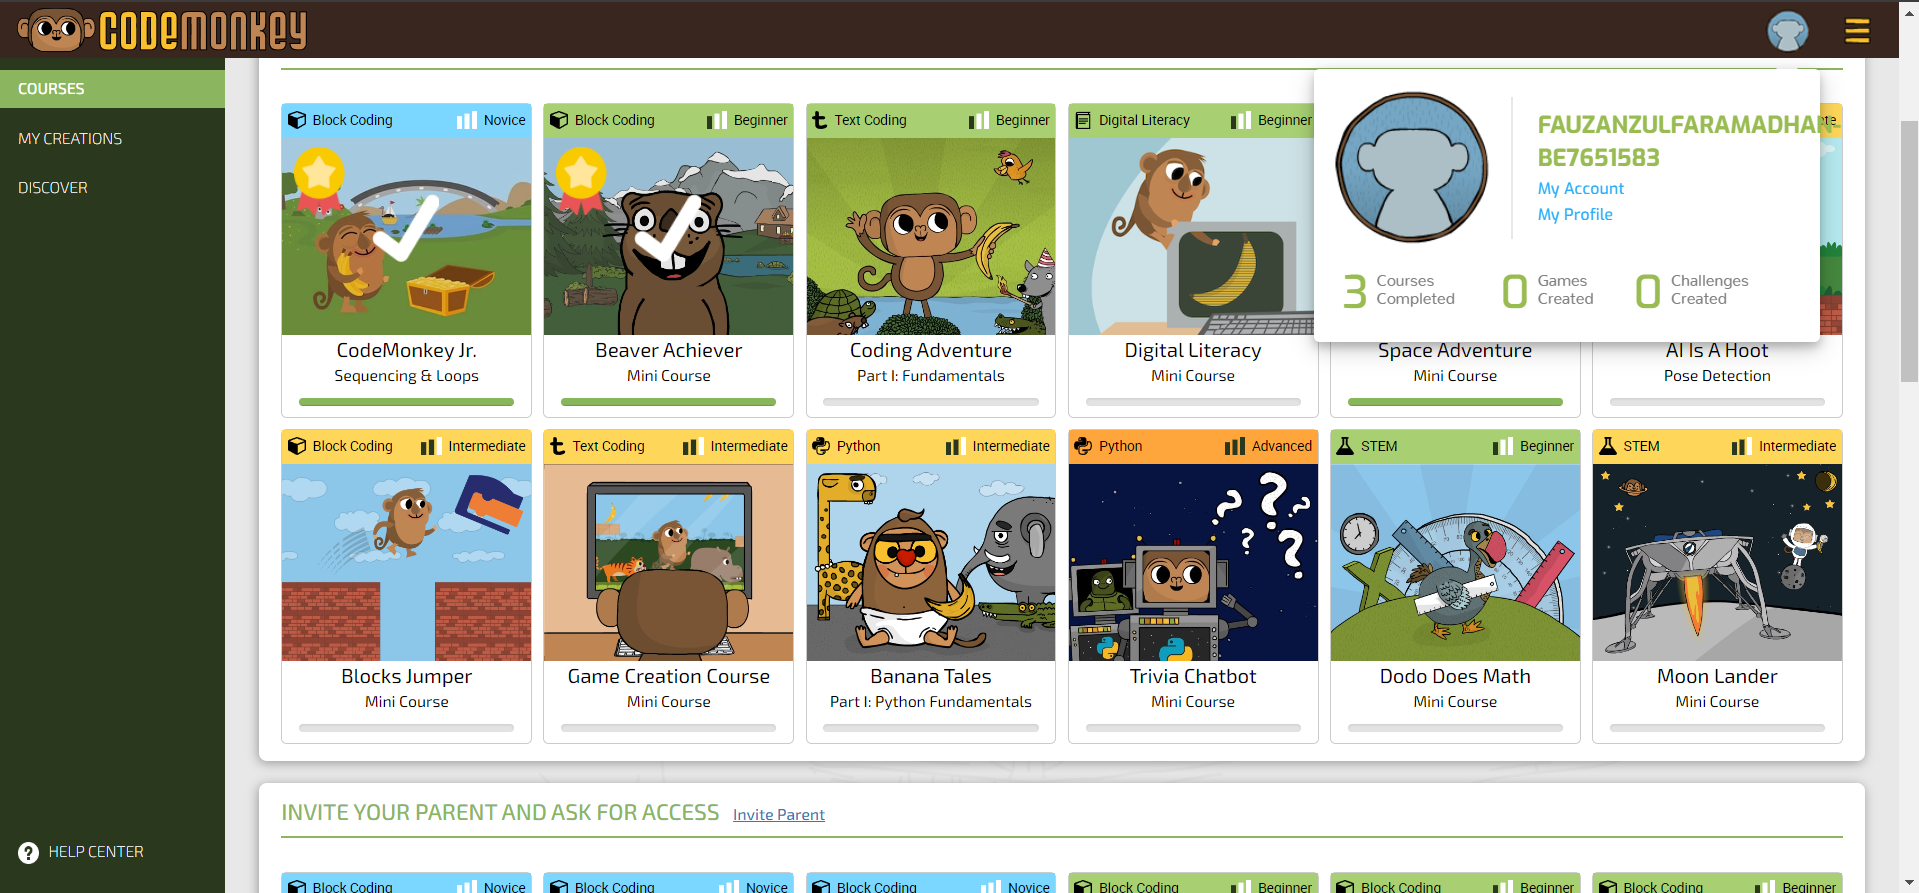 CODEMONKEY
COURSES
MY CREATIONS
DISCOVER
HELP CENTER
FAUZANZULFARAMADHAN-
BE7651583
My Account
My Profile
3 Courses Completed
0 Games Created
0 Challenges Created
Block Coding Novice
CodeMonkey Jr.
Sequencing & Loops
Block Coding Beginner
Beaver Achiever
Mini Course
t Text Coding Beginner
Coding Adventure
Part I: Fundamentals
Digital Literacy Beginner
Digital Literacy
Mini Course
Space Adventure
Mini Course
AI Is A Hoot
Pose Detection
Block Coding Intermediate
Blocks Jumper
Mini Course
t Text Coding Intermediate
Game Creation Course
Mini Course
Python Intermediate
Banana Tales
Part I: Python Fundamentals
Python Advanced
? ? ? ? ?
Trivia Chatbot
Mini Course
STEM Beginner
Dodo Does Math
Mini Course
STEM Intermediate
Moon Lander
Mini Course
INVITE YOUR PARENT AND ASK FOR ACCESS Invite Parent
Block Coding Novice
Block Coding Novice
Block Coding Novice
Block Coding Beginner
Block Coding Beginner
Block Coding Beginner